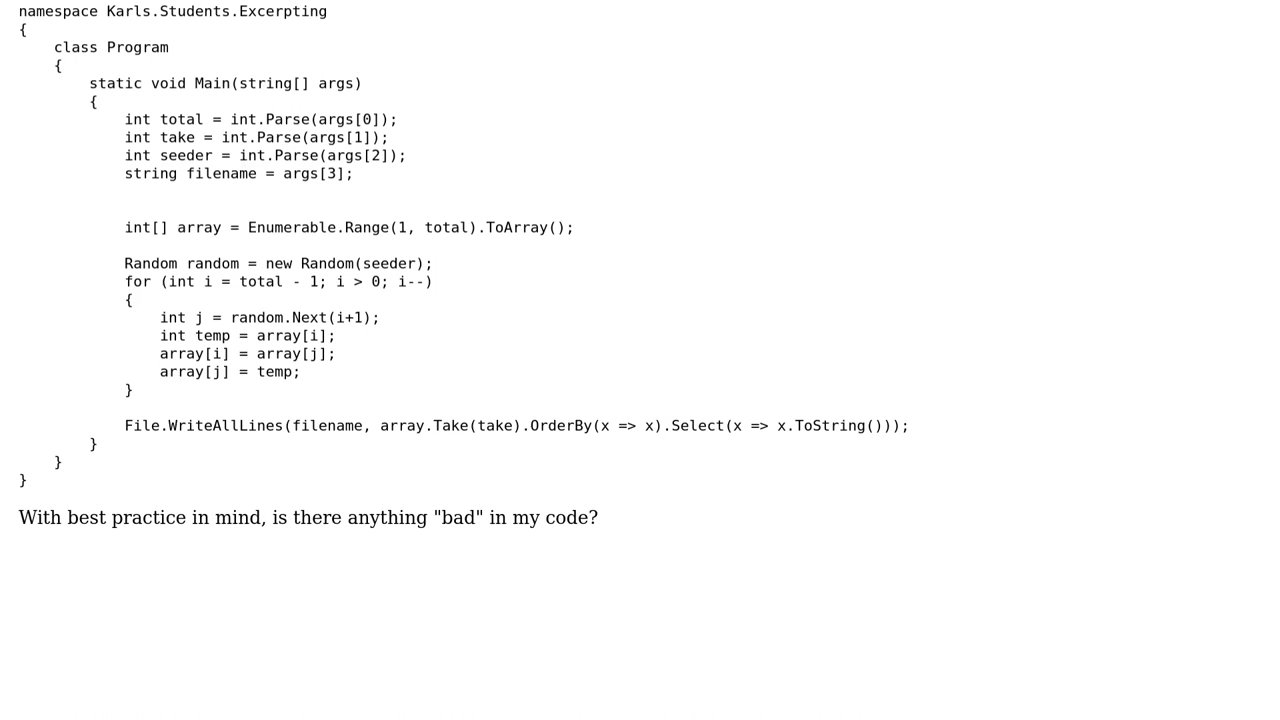 namespace Karls.Students.Excerpting
{
    class Program
    {
        static void Main(string[] args)
        {
            int total = int.Parse(args[0]);
            int take = int.Parse(args[1]);
            int seeder = int.Parse(args[2]);
            string filename = args[3];


            int[] array = Enumerable.Range(1, total).ToArray();

            Random random = new Random(seeder);
            for (int i = total - 1; i > 0; i--)
            {
                int j = random.Next(i+1);
                int temp = array[i];
                array[i] = array[j];
                array[j] = temp;
            }

            File.WriteAllLines(filename, array.Take(take).OrderBy(x => x).Select(x => x.ToString()));
        }
    }
}
With best practice in mind, is there anything "bad" in my code?